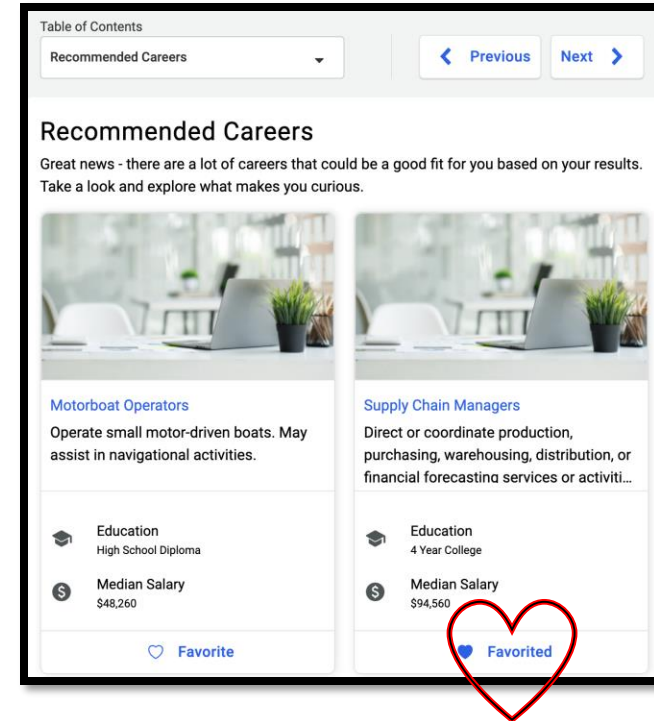 Table of Contents
Recommended Careers
Previous
Next
Recommended Careers
Great news - there are a lot of careers that could be a good fit for you based on your results.
Take a look and explore what makes you curious.
Motorboat Operators
Operate small motor-driven boats. May
assist in navigational activities.
Education
High School Diploma
Median Salary
$48,260
Favorite
Supply Chain Managers
Direct or coordinate production,
purchasing, warehousing, distribution, or
financial forecasting services or activiti...
Education
4 Year College
Median Salary
$94,560
Favorited